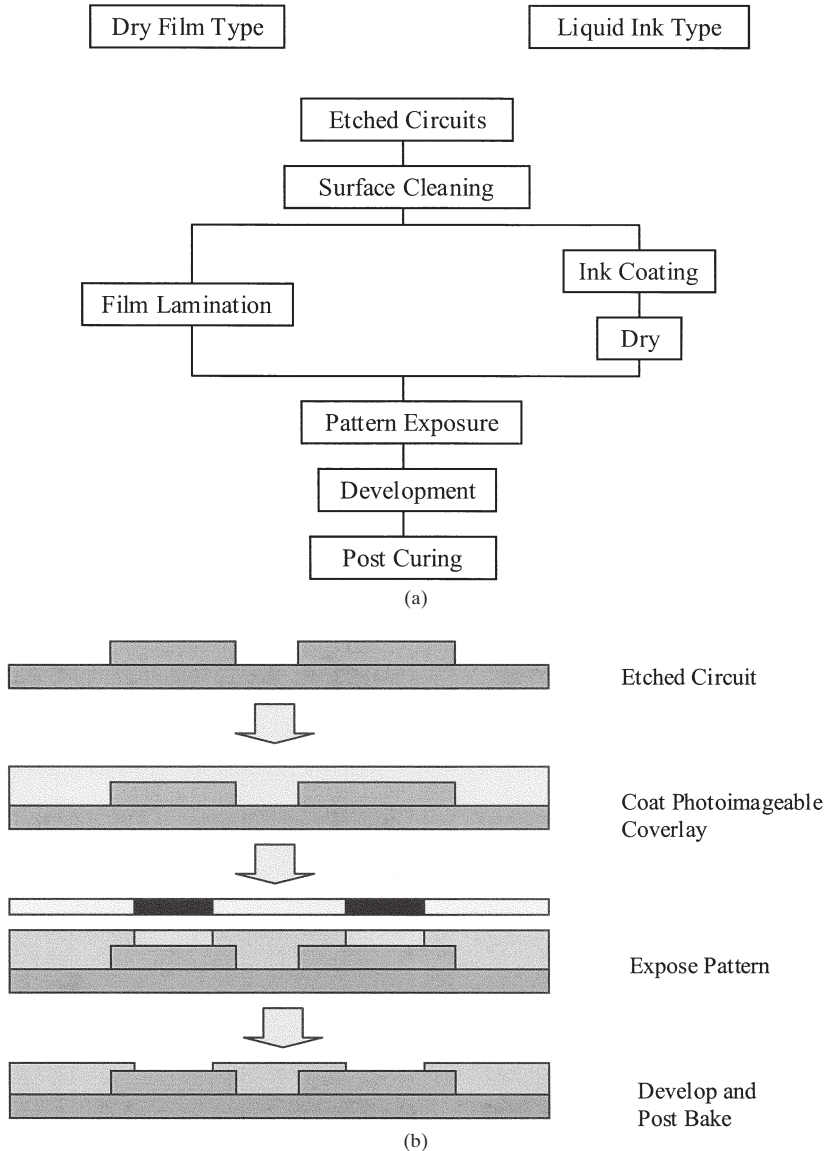 Dry Film Type
Liquid Ink Type
Etched Circuits
Surface Cleaning
Ink Coating
Film Lamination
Dry
Pattern Exposure
Development
Post Curing
(a)
Etched Circuit
Coat Photoimageable
Coverlay
Expose Pattern
Develop and
Post Bake
(b)